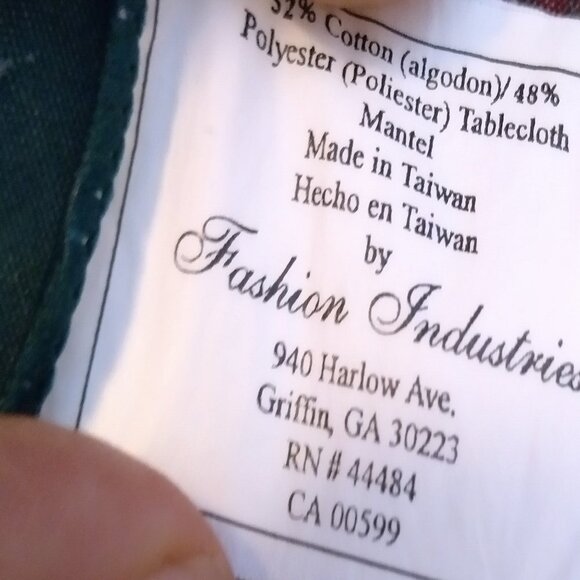 52% Cotton (algodon)/ 48%
Polyester (Poliester) Tablecloth
Mantel
Made in Taiwan
Hecho en Taiwan
by
Fashion Industries
940 Harlow Ave.
Griffin, GA 30223
RN # 44484
CA 00599